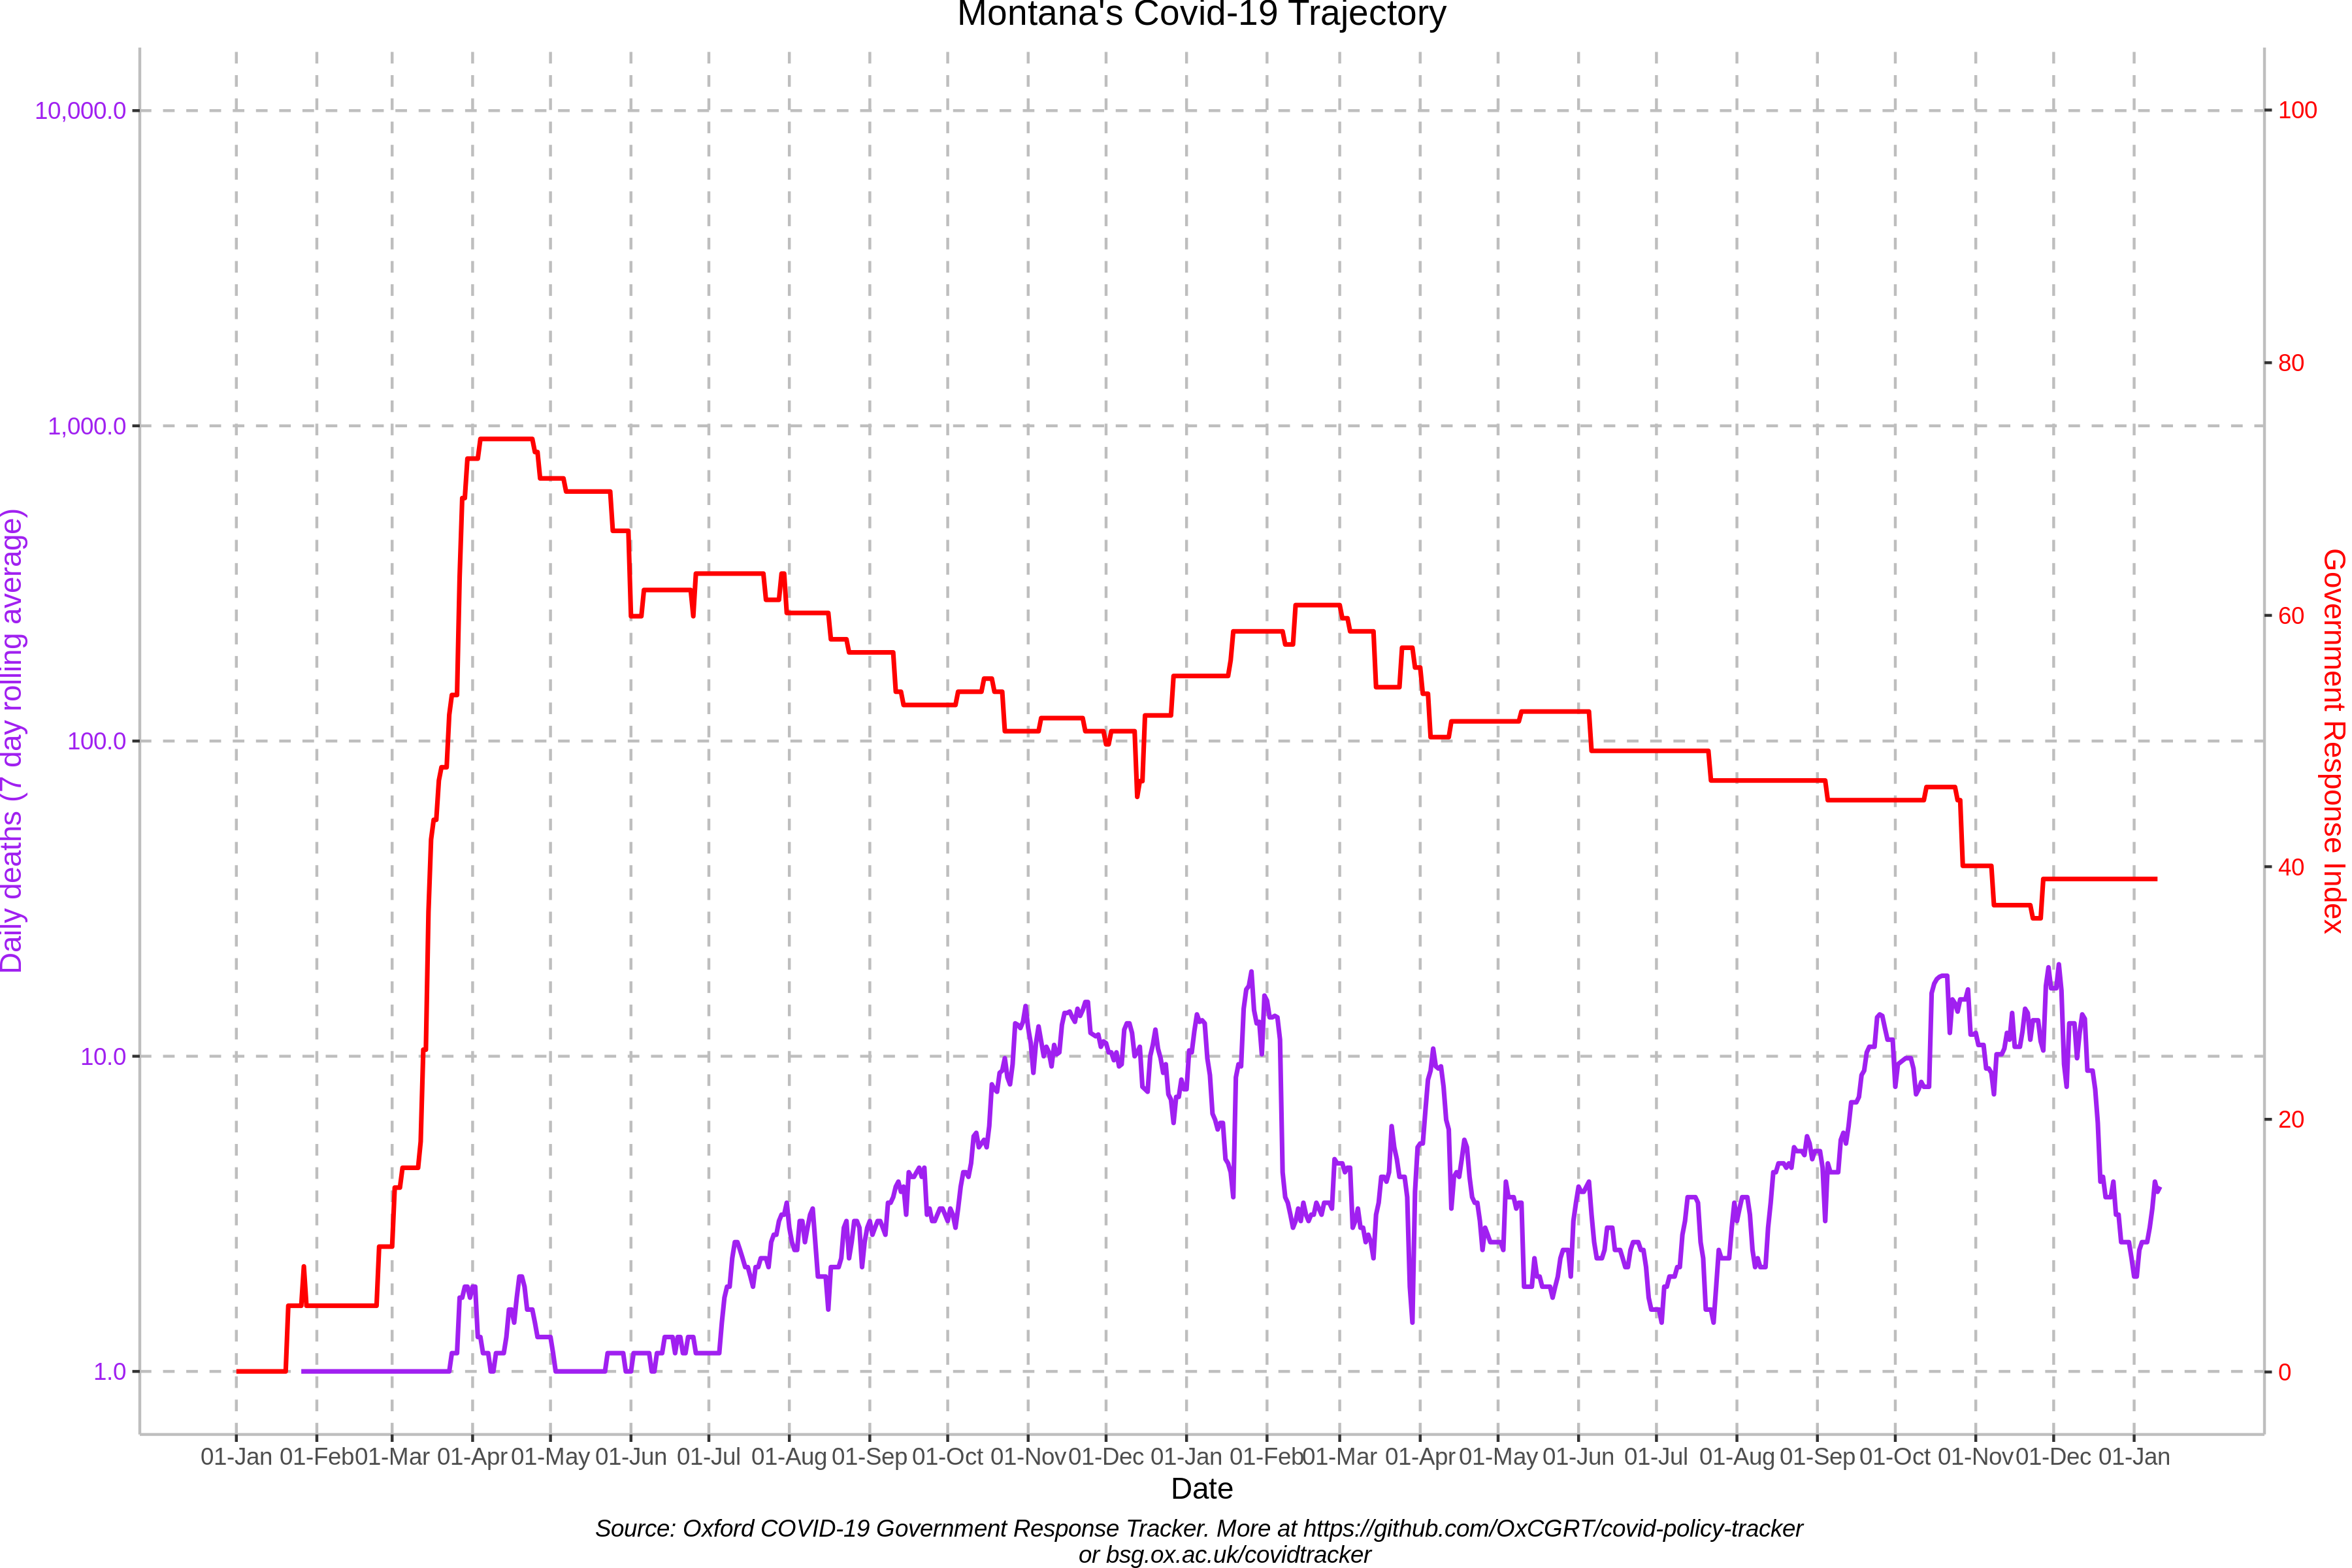 Montana's Covid-19 Trajectory
10,000.0
1,000.0
100.0
10.0
1.0
Daily deaths (7 day rolling average)
100
80
60
40
20
0
Government Response Index
01-Jan 01-Feb 01-Mar 01-Apr 01-May 01-Jun 01-Jul 01-Aug 01-Sep 01-Oct 01-Nov 01-Dec 01-Jan 01-Feb 01-Mar 01-Apr 01-May 01-Jun 01-Jul 01-Aug 01-Sep 01-Oct 01-Nov 01-Dec 01-Jan
Date
Source: Oxford COVID-19 Government Response Tracker. More at https://github.com/OxCGRT/covid-policy-tracker
or bsg.ox.ac.uk/covidtracker